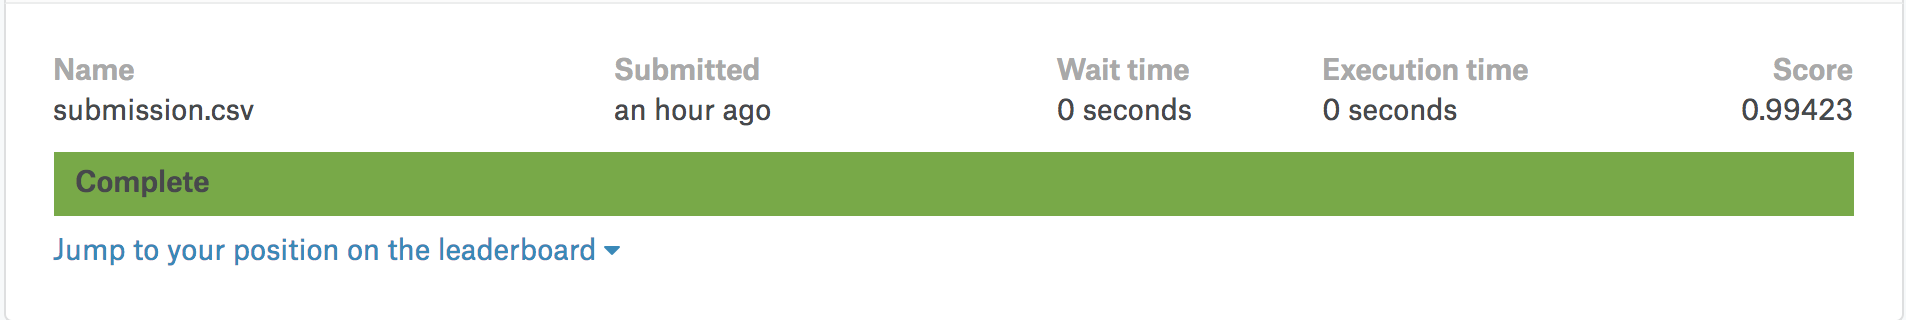 Name Submitted Wait time Execution time Score
submission.csv an hour ago 0 seconds 0 seconds 0.99423
Complete
Jump to your position on the leaderboard